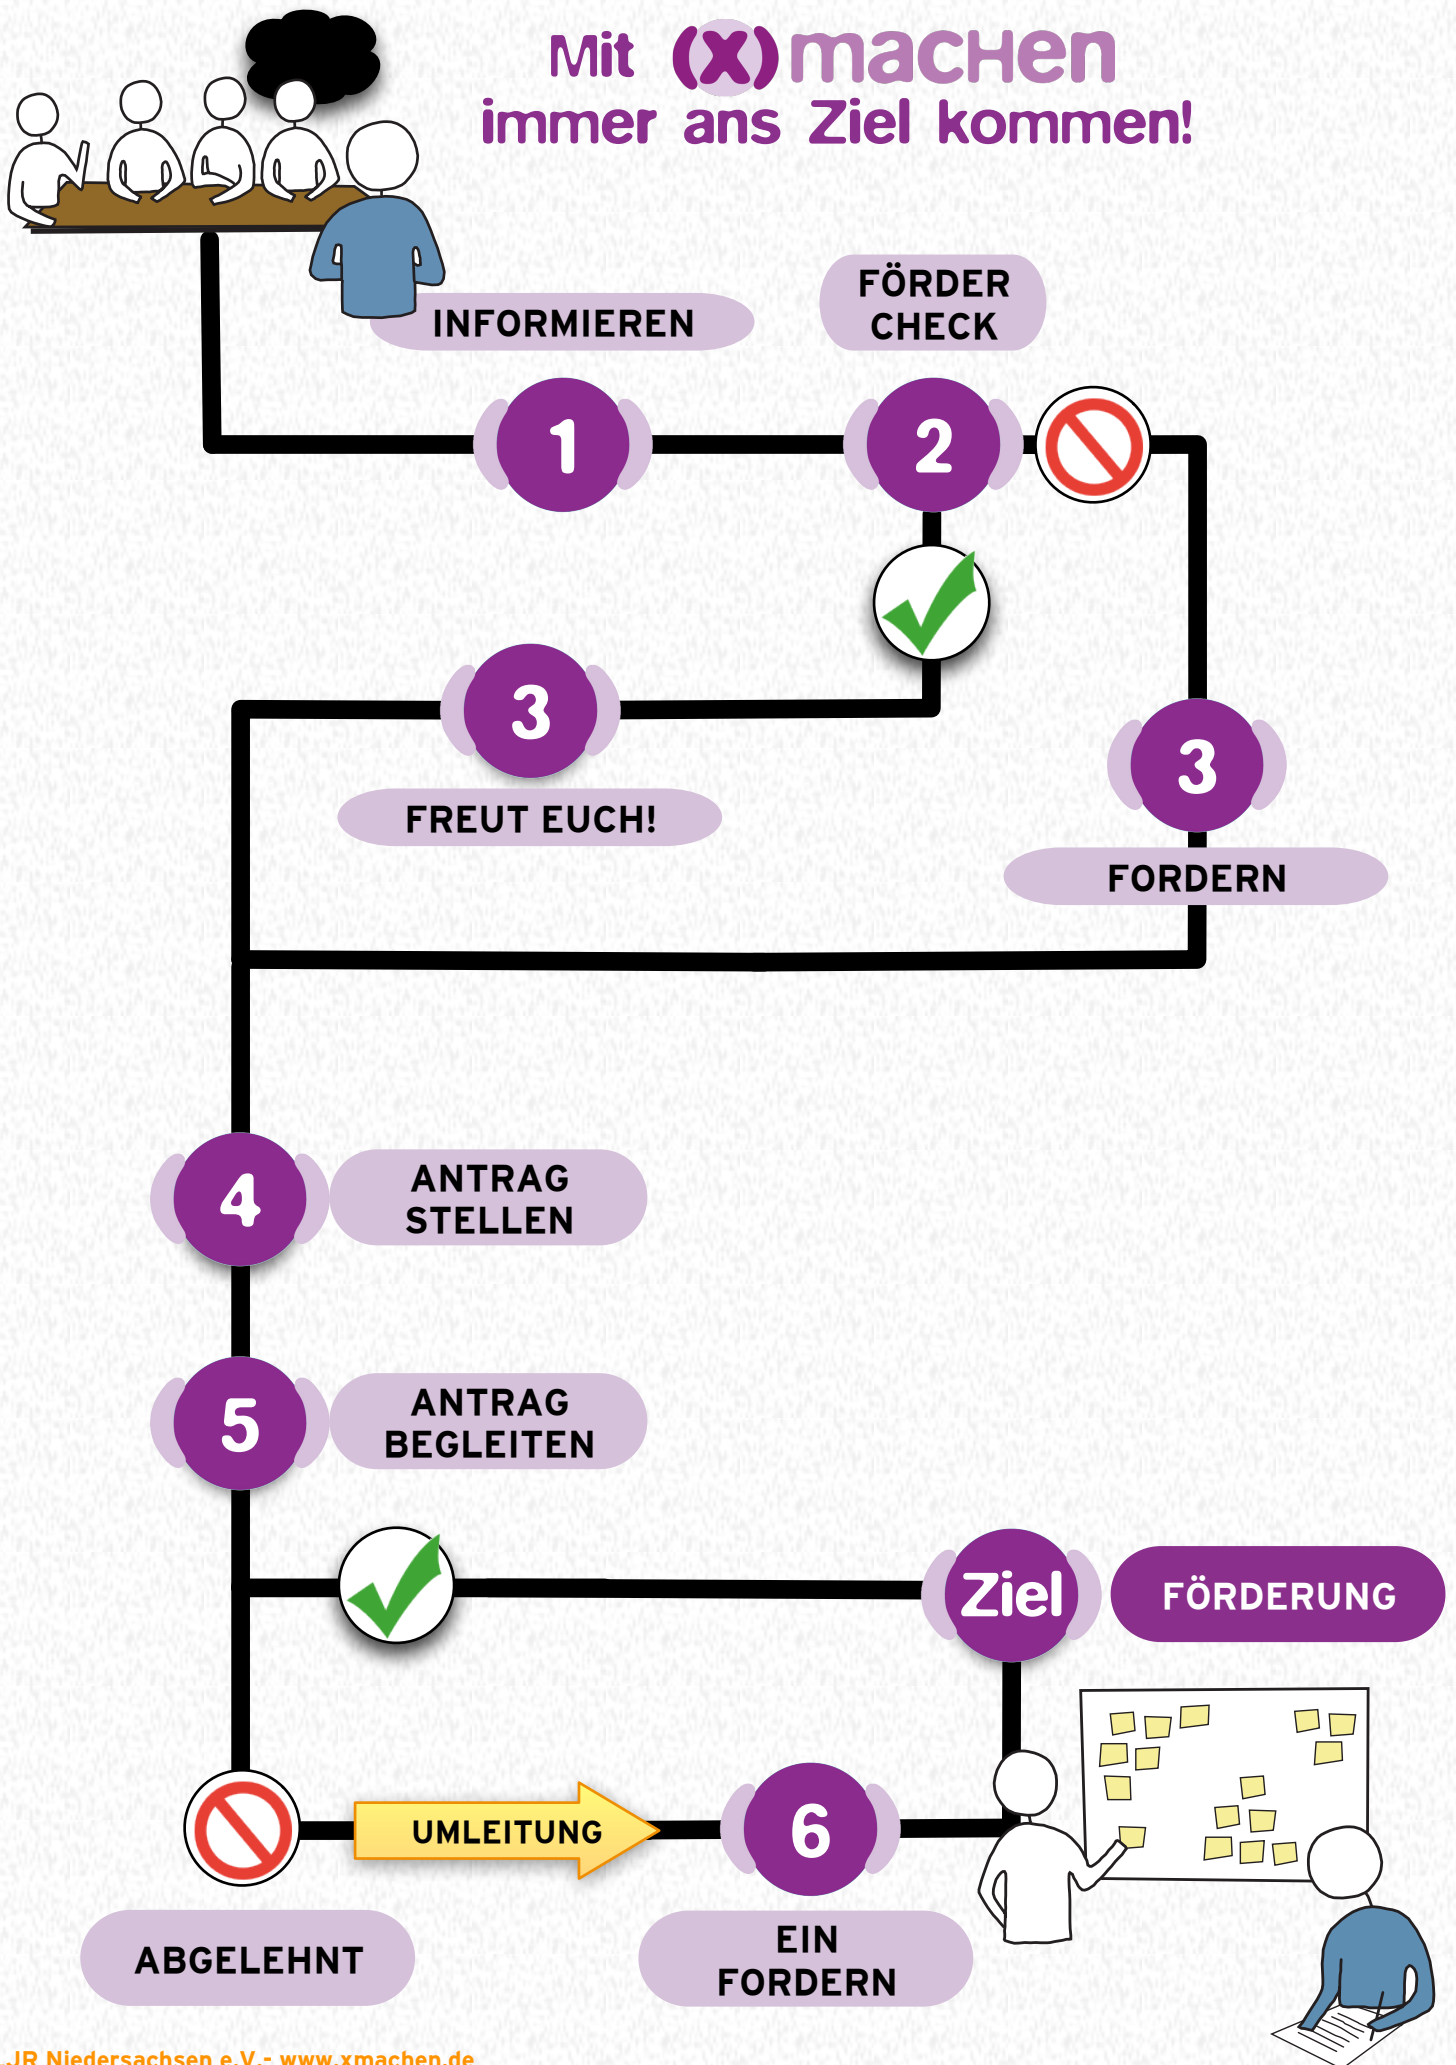 Mit (x) machen
immer ans Ziel kommen!
INFORMIEREN
FÖRDER
CHECK
1
2
3
FREUT EUCH!
3
FORDERN
4
ANTRAG
STELLEN
5
ANTRAG
BEGLEITEN
Ziel
FÖRDERUNG
UMLEITUNG
6
ABGELEHNT
EIN
FORDERN
JR Niedersachsen e.V.- www.xmachen.de